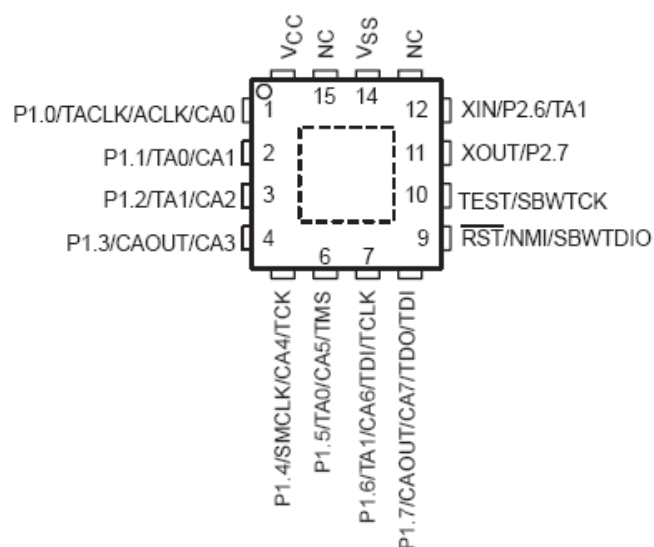 VCC
NC
VSS
NC
15
14
P1.0/TACLK/ACLK/CA0
1
12
XIN/P2.6/TA1
P1.1/TA0/CA1
2
11
XOUT/P2.7
P1.2/TA1/CA2
3
10
TEST/SBWTCK
P1.3/CAOUT/CA3
4
9
RST/NMI/SBWTDIO
6
7
P1.4/SMCLK/CA4/TCK
P1.5/TA0/CA5/TMS
P1.6/TA1/CA6/TDI/TCLK
P1.7/CAOUT/CA7/TDO/TDI